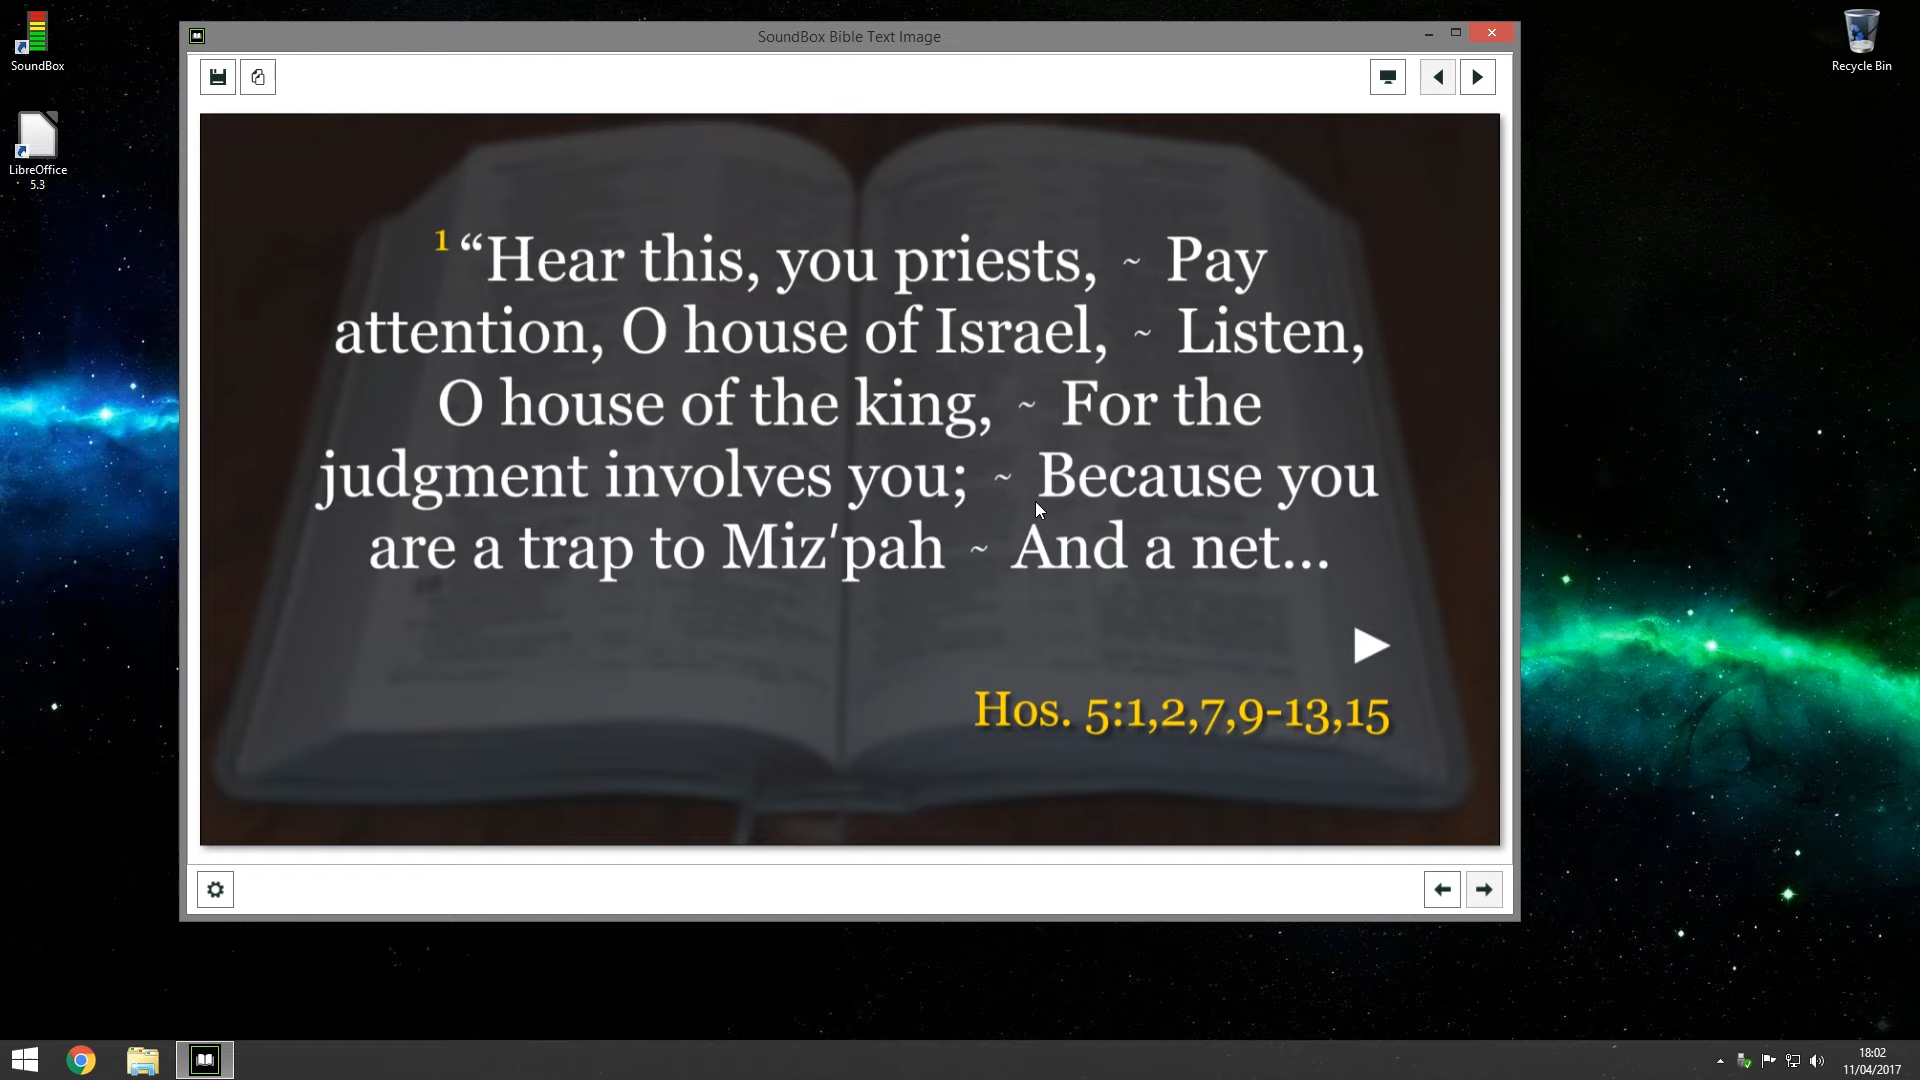 SoundBox Bible Text Image
SoundBox
LibreOffice
5.3
Recycle Bin
1 “Hear this, you priests, ~ Pay
attention, O house of Israel, ~ Listen,
O house of the king, ~ For the
judgment involves you; ~ Because you
are a trap to Mizʹpah ~ And a net...
Hos. 5:1,2,7,9-13,15
18:02
11/04/2017